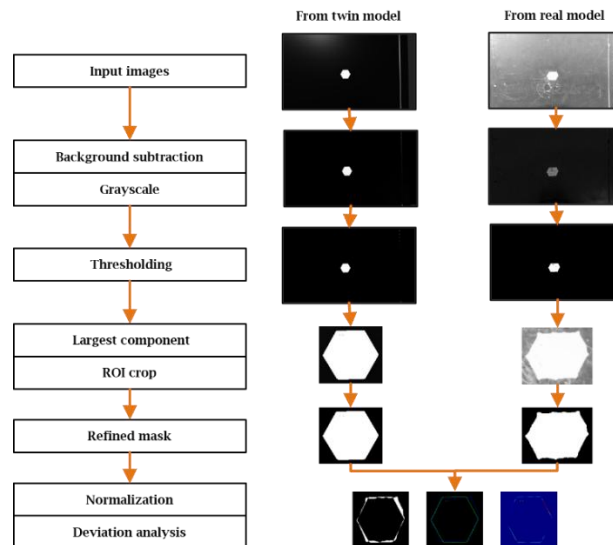 From twin model
From real model
Input images
Background subtraction
Grayscale
Thresholding
Largest component
ROI crop
Refined mask
Normalization
Deviation analysis